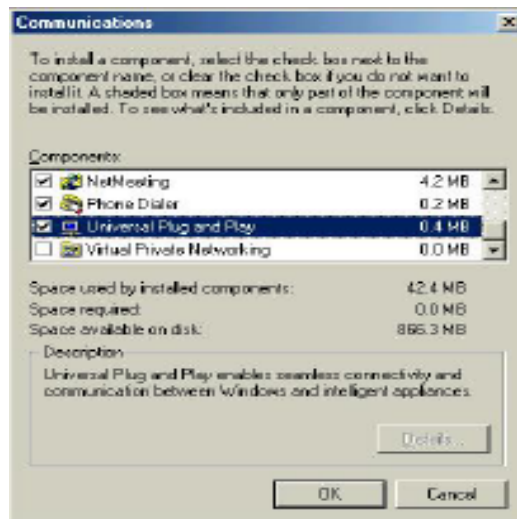 Communications
To install a component, select the check box next to the
component name, or clear the check box if you do not want to
install it. A shaded box means that only part of the component will
be installed. To see what's included in a component, click Details.
Components:
NetMeeting 4.2 MB
Phone Dialer 0.2 MB
Universal Plug and Play 0.4 MB
Virtual Private Networking 0.0 MB
Space used by installed components: 42.4 MB
Space required: 0.0 MB
Space available on disk: 866.3 MB
Description
Universal Plug and Play enables seamless connectivity and
communication between Windows and intelligent appliances.
Details...
OK Cancel